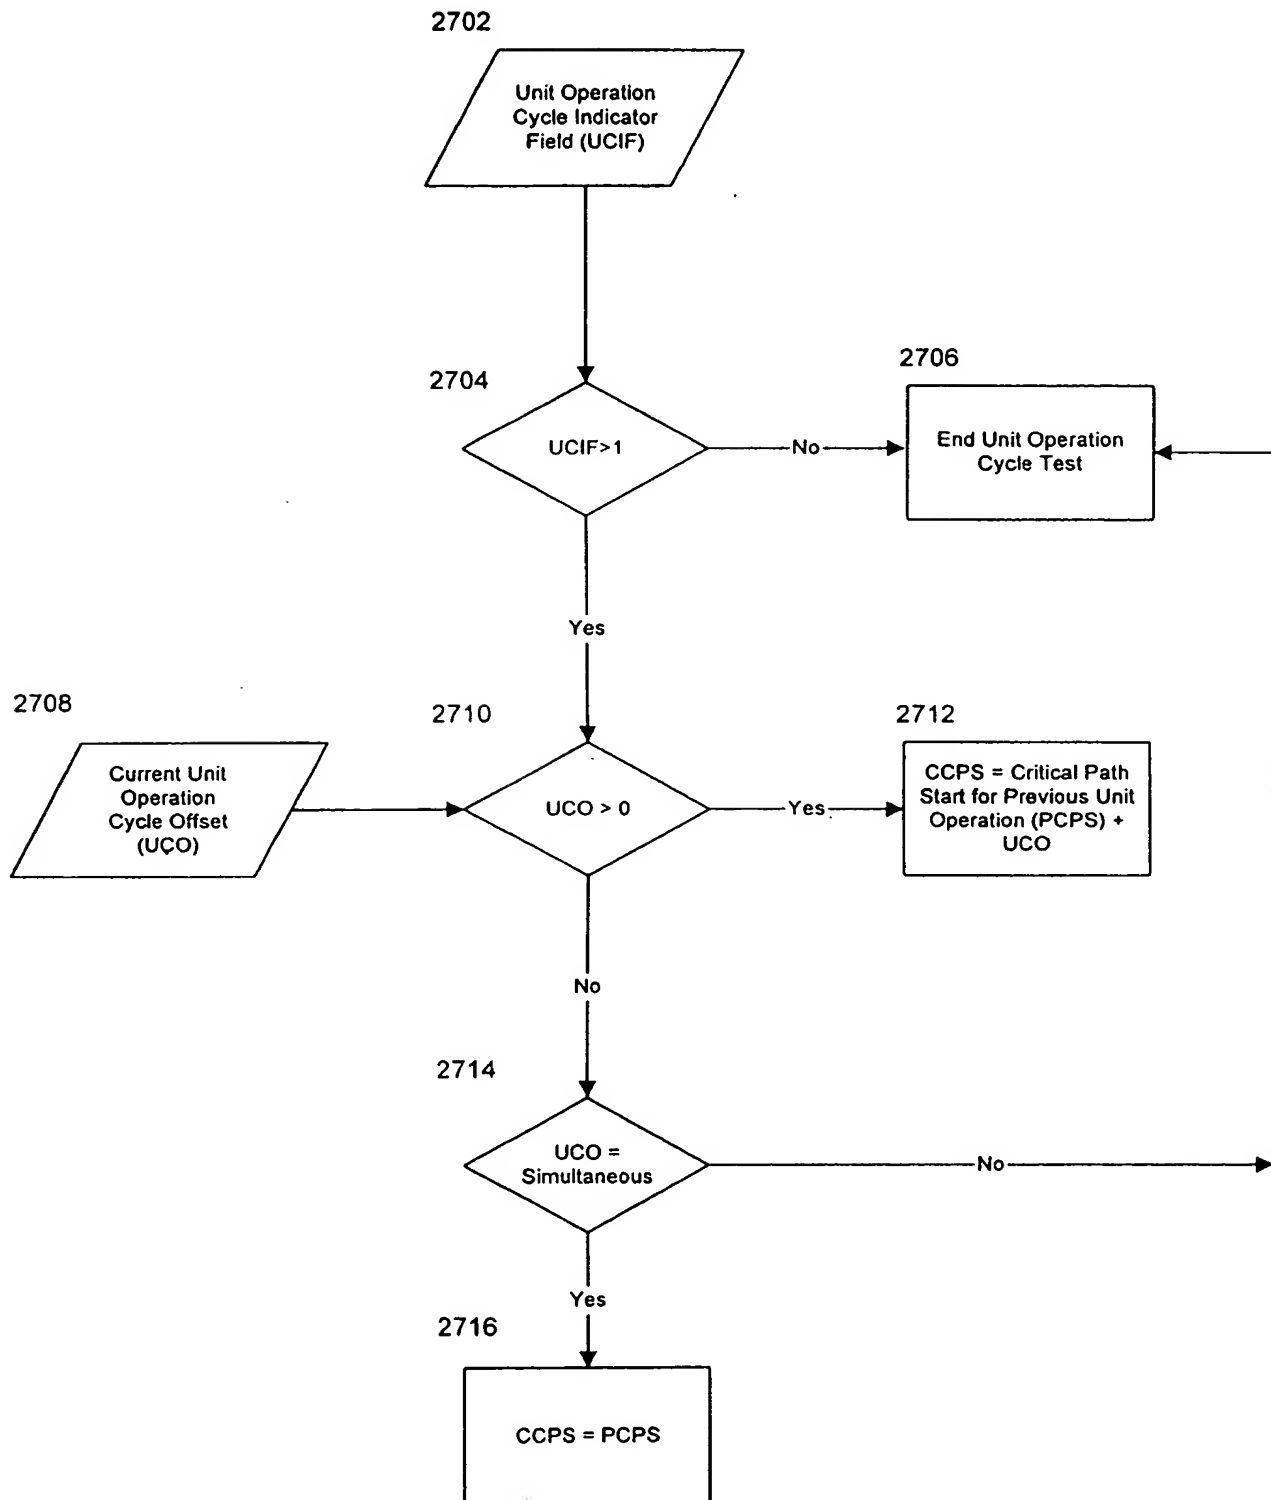 2702
Unit Operation
Cycle Indicator
Field (UCIF)
2704
UCIF>1
No
2706
End Unit Operation
Cycle Test
Yes
2708
Current Unit
Operation
Cycle Offset
(UCO)
2710
UCO > 0
Yes
2712
CCPS = Critical Path
Start for Previous Unit
Operation (PCPS) +
UCO
No
2714
UCO =
Simultaneous
No
Yes
2716
CCPS = PCPS